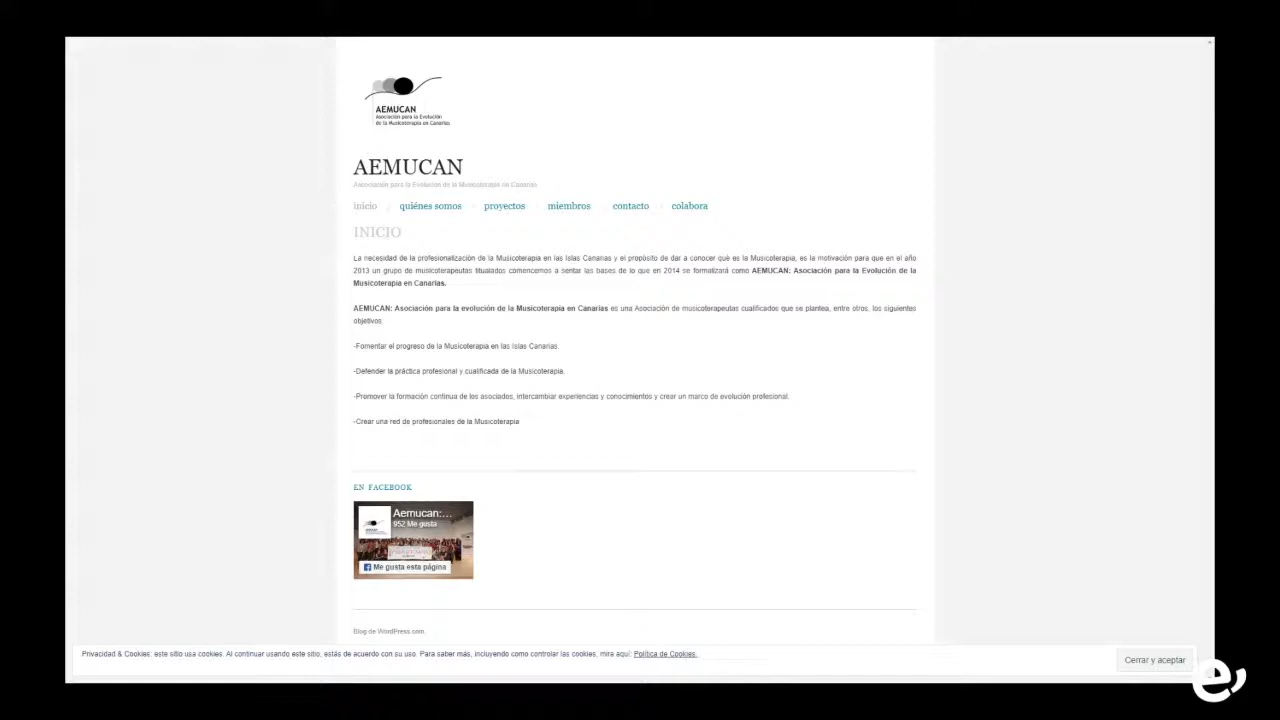 AEMUCAN
Asociación para la Evolución
de la Musicoterapia en Canarias
AEMUCAN
Asociación para la Evolución de la Musicoterapia en Canarias
inicio
quiénes somos
proyectos
miembros
contacto
colabora
INICIO
La necesidad de la profesionalización de la Musicoterapia en las Islas Canarias y el propósito de dar a conocer qué es la Musicoterapia, es la motivación para que en el año
2013 un grupo de musicoterapeutas titualados comencemos a sentar las bases de lo que en 2014 se formalizará como AEMUCAN: Asociación para la Evolución de la
Musicoterapia en Canarias.
AEMUCAN: Asociación para la evolución de la Musicoterapia en Canarias es una Asociación de musicoterapeutas cualificados que se plantea, entre otros, los siguientes
objetivos
-Fomentar el progreso de la Musicoterapia en las Islas Canarias.
-Defender la práctica profesional y cualificada de la Musicoterapia.
-Promover la formación continua de los asociados, intercambiar experiencias y conocimientos y crear un marco de evolución profesional.
-Crear una red de profesionales de la Musicoterapia
EN FACEBOOK
Aemucan:...
952 Me gusta
Me gusta esta página
Blog de WordPress.com.
Privacidad & Cookies: este sitio usa cookies. Al continuar usando este sitio, estás de acuerdo con su uso. Para saber más, incluyendo como controlar las cookies, mira aquí: Política de Cookies.
Cerrar y aceptar